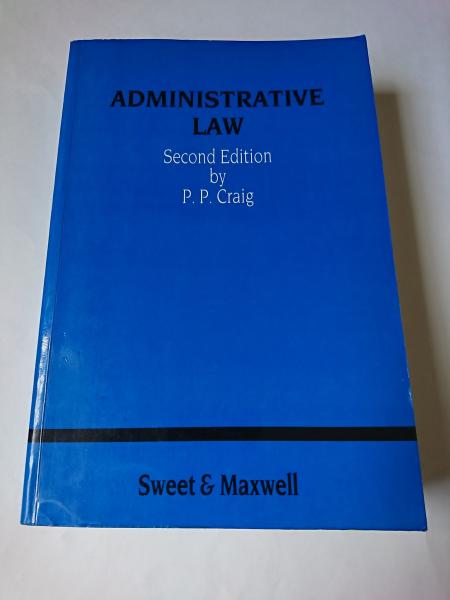 ADMINISTRATIVE
LAW
Second Edition
by
P. P. Craig
Sweet & Maxwell